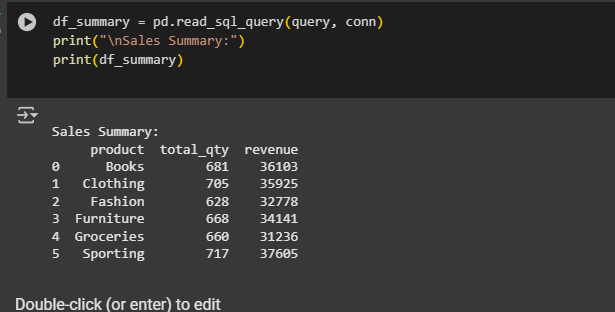 df_summary = pd.read_sql_query(query, conn)
print("\nSales Summary:")
print(df_summary)
Sales Summary:
product total_qty revenue
0 Books 681 36103
1 Clothing 705 35925
2 Fashion 628 32778
3 Furniture 668 34141
4 Groceries 660 31236
5 Sporting 717 37605
Double-click (or enter) to edit